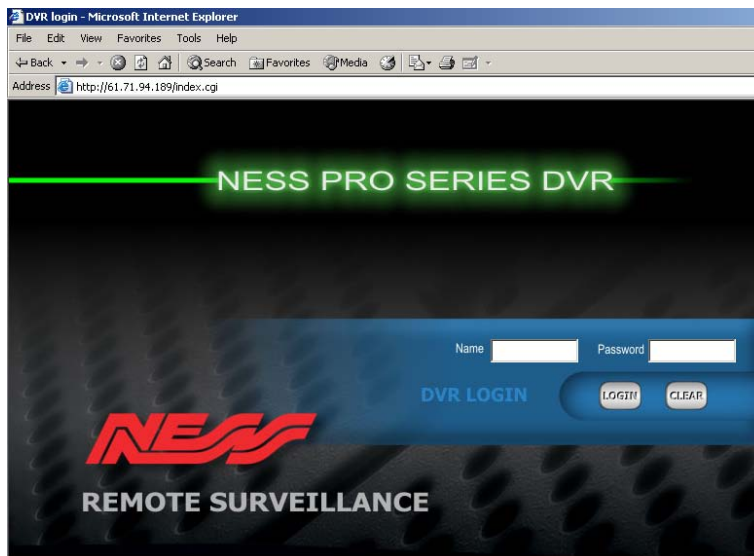 DVR login - Microsoft Internet Explorer
File Edit View Favorites Tools Help
Back Search Favorites Media
Address http://61.71.94.189/index.cgi
NESS PRO SERIES DVR
Name Password
DVR LOGIN LOGIN CLEAR
NESS
REMOTE SURVEILLANCE